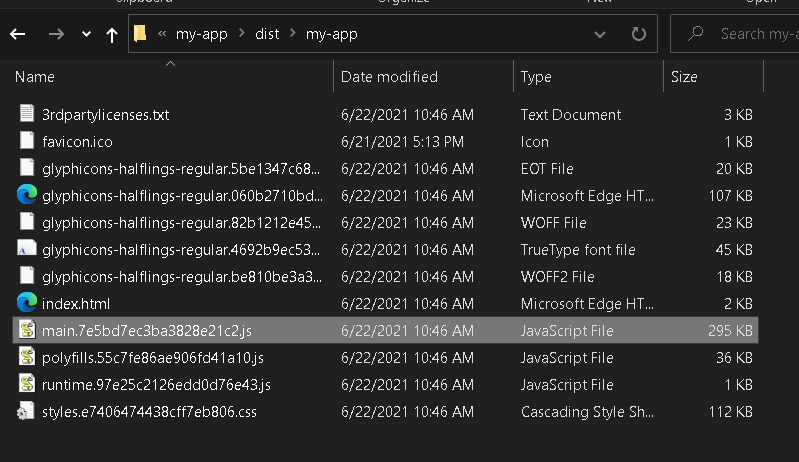 Clipboard Organize New Open
« my-app > dist > my-app Search my-a
Name Date modified Type Size
3rdpartylicenses.txt 6/22/2021 10:46 AM Text Document 3 KB
favicon.ico 6/21/2021 5:13 PM Icon 1 KB
glyphicons-halflings-regular.5be1347c68... 6/22/2021 10:46 AM EOT File 20 KB
glyphicons-halflings-regular.060b2710bd... 6/22/2021 10:46 AM Microsoft Edge HT... 107 KB
glyphicons-halflings-regular.82b1212e45... 6/22/2021 10:46 AM WOFF File 23 KB
glyphicons-halflings-regular.4692b9ec53... 6/22/2021 10:46 AM TrueType font file 45 KB
glyphicons-halflings-regular.be810be3a3... 6/22/2021 10:46 AM WOFF2 File 18 KB
index.html 6/22/2021 10:46 AM Microsoft Edge HT... 2 KB
main.7e5bd7ec3ba3828e21c2.js 6/22/2021 10:46 AM JavaScript File 295 KB
polyfills.55c7fe86ae906fd41a10.js 6/22/2021 10:46 AM JavaScript File 36 KB
runtime.97e25c2126edd0d76e43.js 6/22/2021 10:46 AM JavaScript File 1 KB
styles.e7406474438cff7eb806.css 6/22/2021 10:46 AM Cascading Style Sh... 112 KB